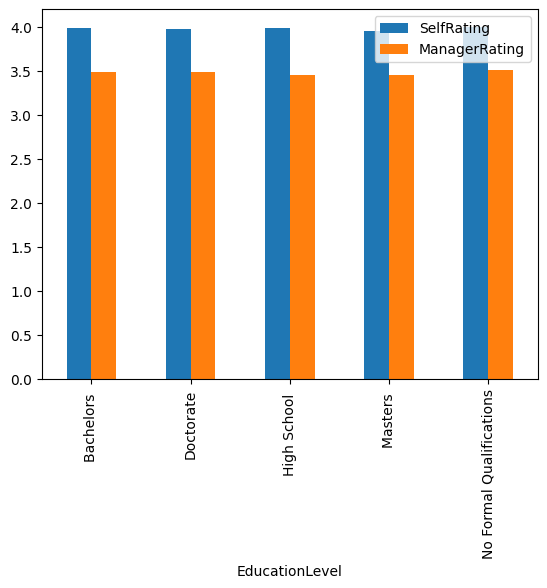 4.0
3.5
3.0
2.5
2.0
1.5
1.0
0.5
0.0
SelfRating
ManagerRating
Bachelors
Doctorate
High School
Masters
No Formal Qualifications
EducationLevel